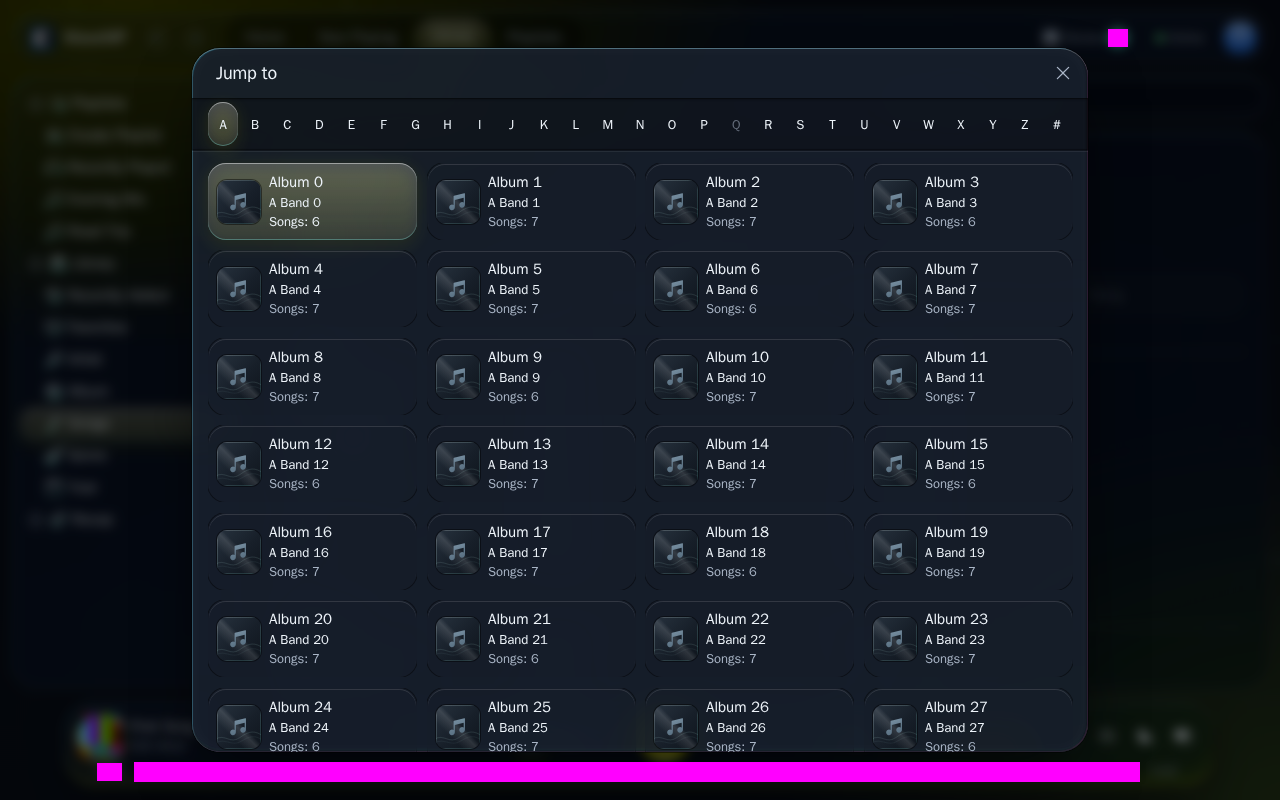 Jump to
A B C D E F G H I J K L M N O P Q R S T U V W X Y Z #
Album 0
A Band 0
Songs: 6
Album 1
A Band 1
Songs: 7
Album 2
A Band 2
Songs: 7
Album 3
A Band 3
Songs: 6
Album 4
A Band 4
Songs: 7
Album 5
A Band 5
Songs: 7
Album 6
A Band 6
Songs: 6
Album 7
A Band 7
Songs: 7
Album 8
A Band 8
Songs: 7
Album 9
A Band 9
Songs: 6
Album 10
A Band 10
Songs: 7
Album 11
A Band 11
Songs: 7
Album 12
A Band 12
Songs: 6
Album 13
A Band 13
Songs: 7
Album 14
A Band 14
Songs: 7
Album 15
A Band 15
Songs: 6
Album 16
A Band 16
Songs: 7
Album 17
A Band 17
Songs: 7
Album 18
A Band 18
Songs: 6
Album 19
A Band 19
Songs: 7
Album 20
A Band 20
Songs: 7
Album 21
A Band 21
Songs: 6
Album 22
A Band 22
Songs: 7
Album 23
A Band 23
Songs: 7
Album 24
A Band 24
Songs: 6
Album 25
A Band 25
Songs: 7
Album 26
A Band 26
Songs: 7
Album 27
A Band 27
Songs: 6